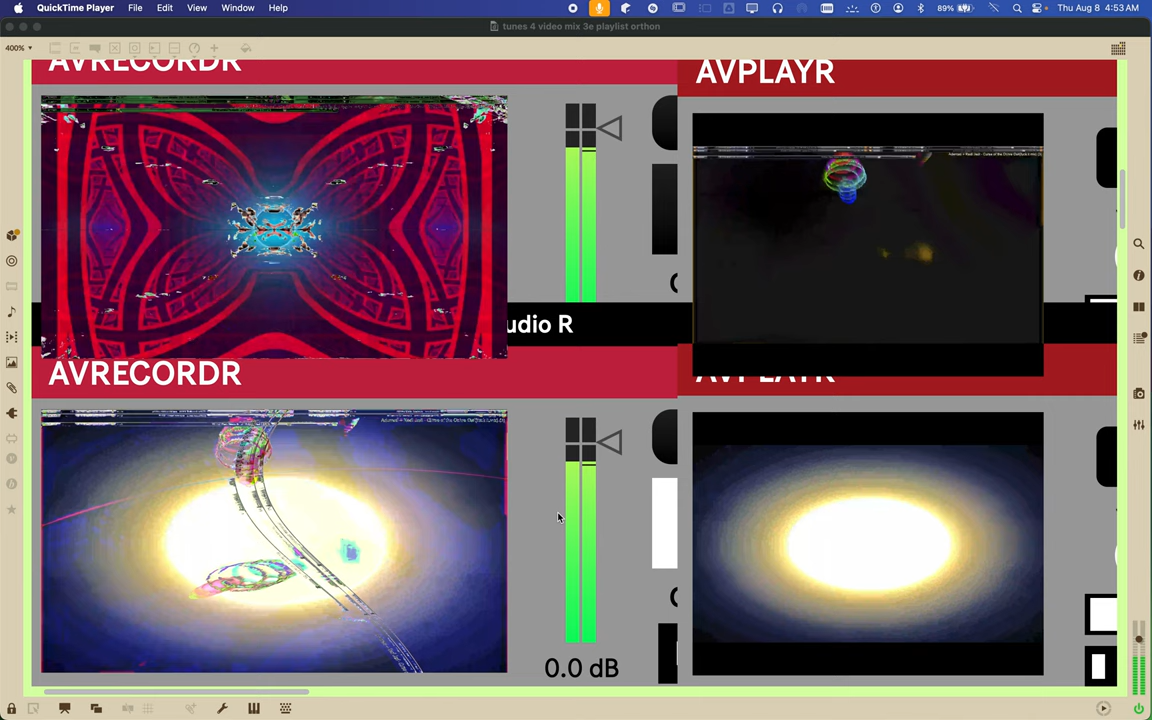 QuickTime Player File Edit View Window Help
89% Thu Aug 8 4:53 AM
tunes 4 video mix 3e playlist orthon
400%
AVRECORDR
AVPLAYR
udio R
AVRECORDR
AVPLAYR
0.0 dB